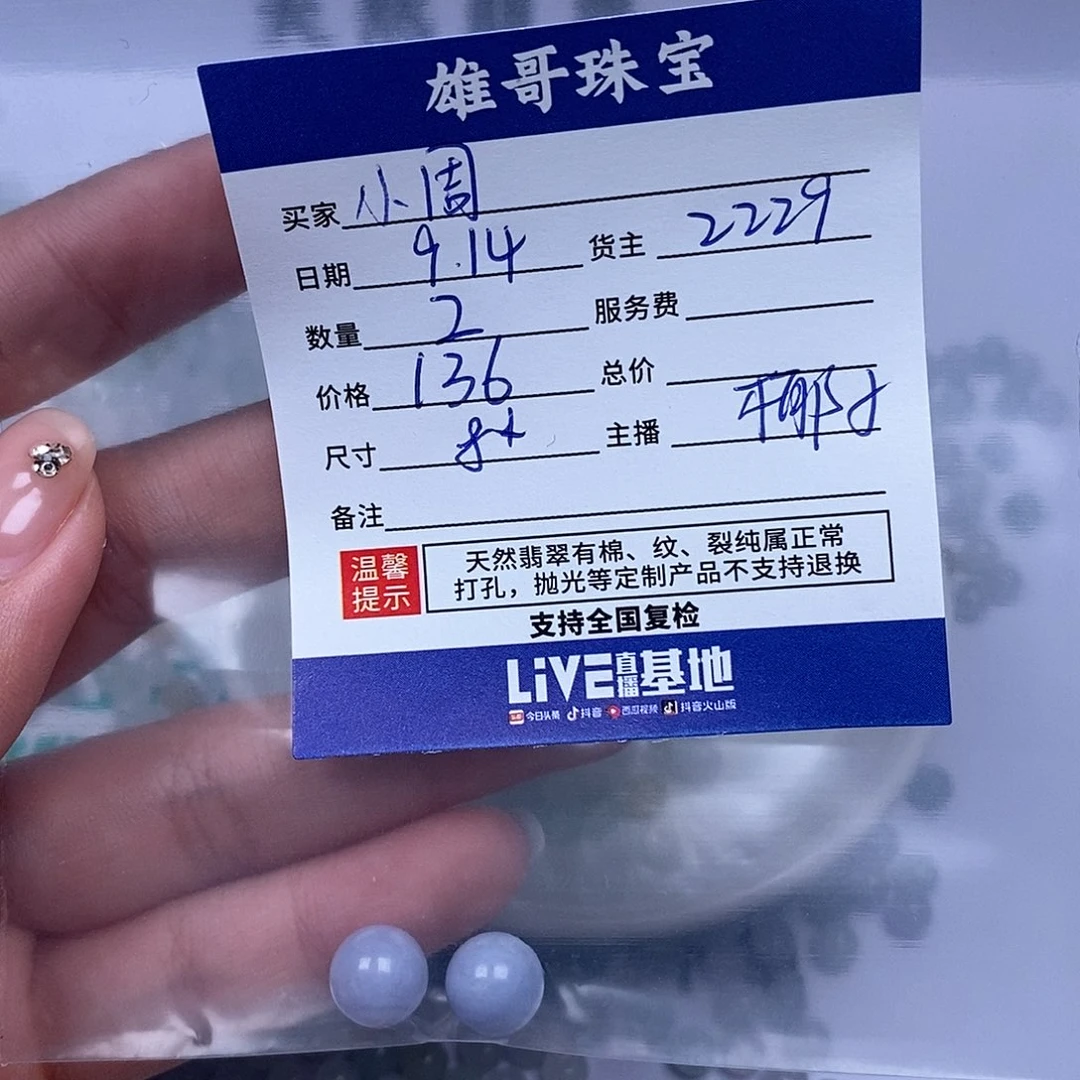 雄哥珠宝
买家 小周
日期 9.14 货主 2229
数量 2 服务费
价格 136 总价
尺寸 8+ 主播
备注
温馨提示
天然翡翠有棉、纹、裂纯属正常
打孔，抛光等定制产品不支持退换
支持全国复检
LiVE直播基地
今日头条 抖音 西瓜视频 抖音火山版